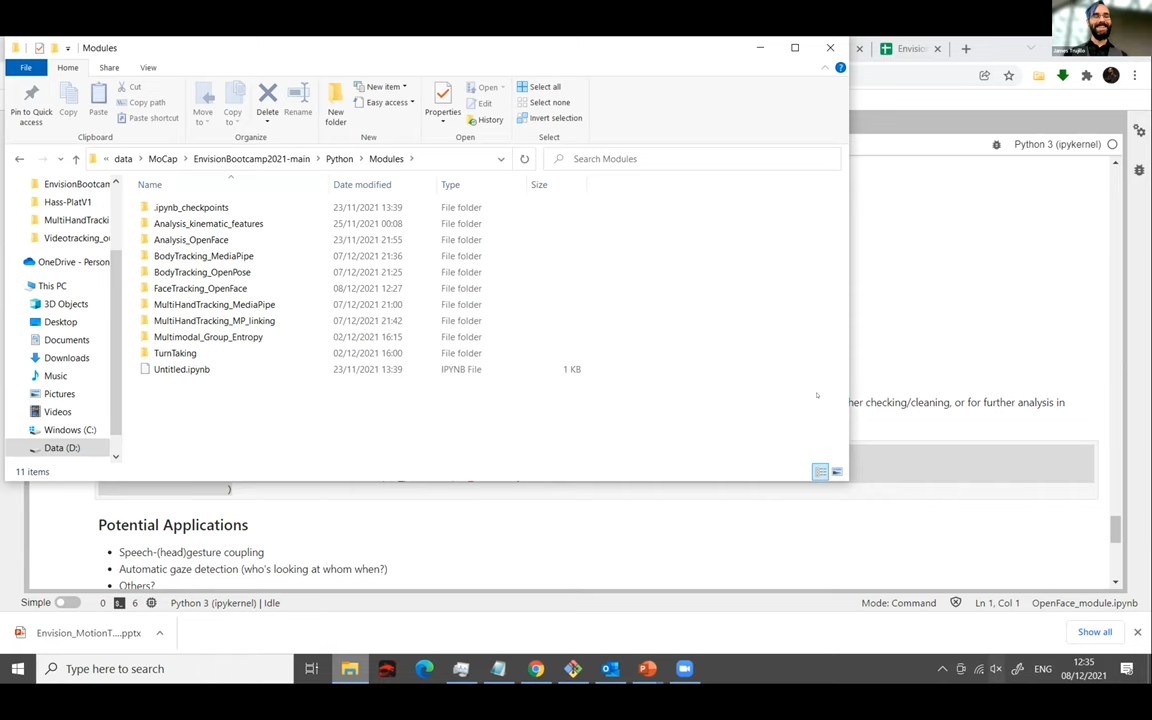 James Trujillo
Modules
Envision
File Home Share View
Pin to Quick access
Copy
Paste
Cut
Copy path
Paste shortcut
Clipboard
Move to
Copy to
Delete
Rename
Organize
New folder
New item
Easy access
New
Properties
Open
Edit
History
Open
Select all
Select none
Invert selection
Select
« data › MoCap › EnvisionBootcamp2021-main › Python › Modules ›
Search Modules
Python 3 (ipykernel)
EnvisionBootcam
Hass-PlatV1
MultiHandTracki
Videotracking_o
OneDrive - Person
This PC
3D Objects
Desktop
Documents
Downloads
Music
Pictures
Videos
Windows (C:)
Data (D:)
Name Date modified Type Size
.ipynb_checkpoints 23/11/2021 13:39 File folder
Analysis_kinematic_features 25/11/2021 00:08 File folder
Analysis_OpenFace 23/11/2021 21:55 File folder
BodyTracking_MediaPipe 07/12/2021 21:36 File folder
BodyTracking_OpenPose 07/12/2021 21:25 File folder
FaceTracking_OpenFace 08/12/2021 12:27 File folder
MultiHandTracking_MediaPipe 07/12/2021 21:00 File folder
MultiHandTracking_MP_linking 07/12/2021 21:42 File folder
Multimodal_Group_Entropy 02/12/2021 16:15 File folder
TurnTaking 02/12/2021 16:00 File folder
Untitled.ipynb 23/11/2021 13:39 IPYNB File 1 KB
11 items
her checking/cleaning, or for further analysis in
)
Potential Applications
• Speech-(head)gesture coupling
• Automatic gaze detection (who's looking at whom when?)
• Others?
Simple 0 6 Python 3 (ipykernel) | Idle Mode: Command Ln 1, Col 1 OpenFace_module.ipynb
Envision_MotionT....pptx
Show all
Type here to search
ENG
12:35
08/12/2021